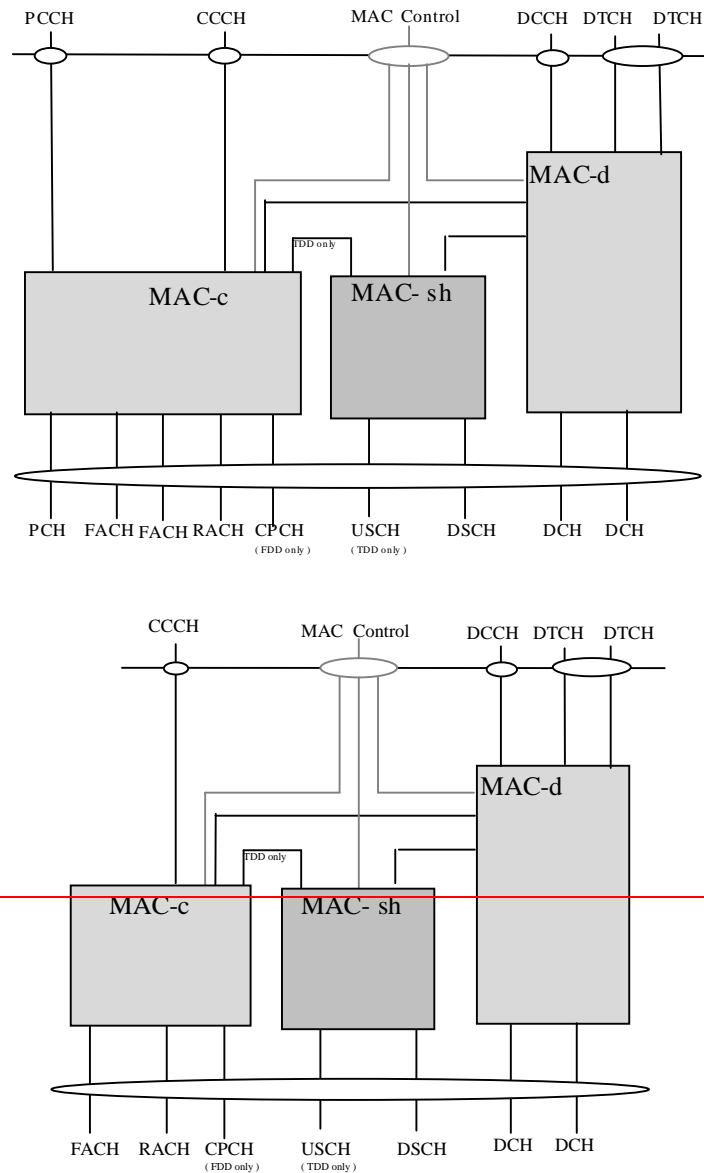 PCCH CCCH MAC Control DCCH DTCH DTCH
MAC-d
TDD only
MAC-c MAC- sh
PCH FACH FACH RACH CPCH USCH DSCH DCH DCH
( FDD only ) ( TDD only )
CCCH MAC Control DCCH DTCH DTCH
MAC-d
TDD only
MAC-c MAC- sh
FACH RACH CPCH USCH DSCH DCH DCH
( FDD only ) ( TDD only )